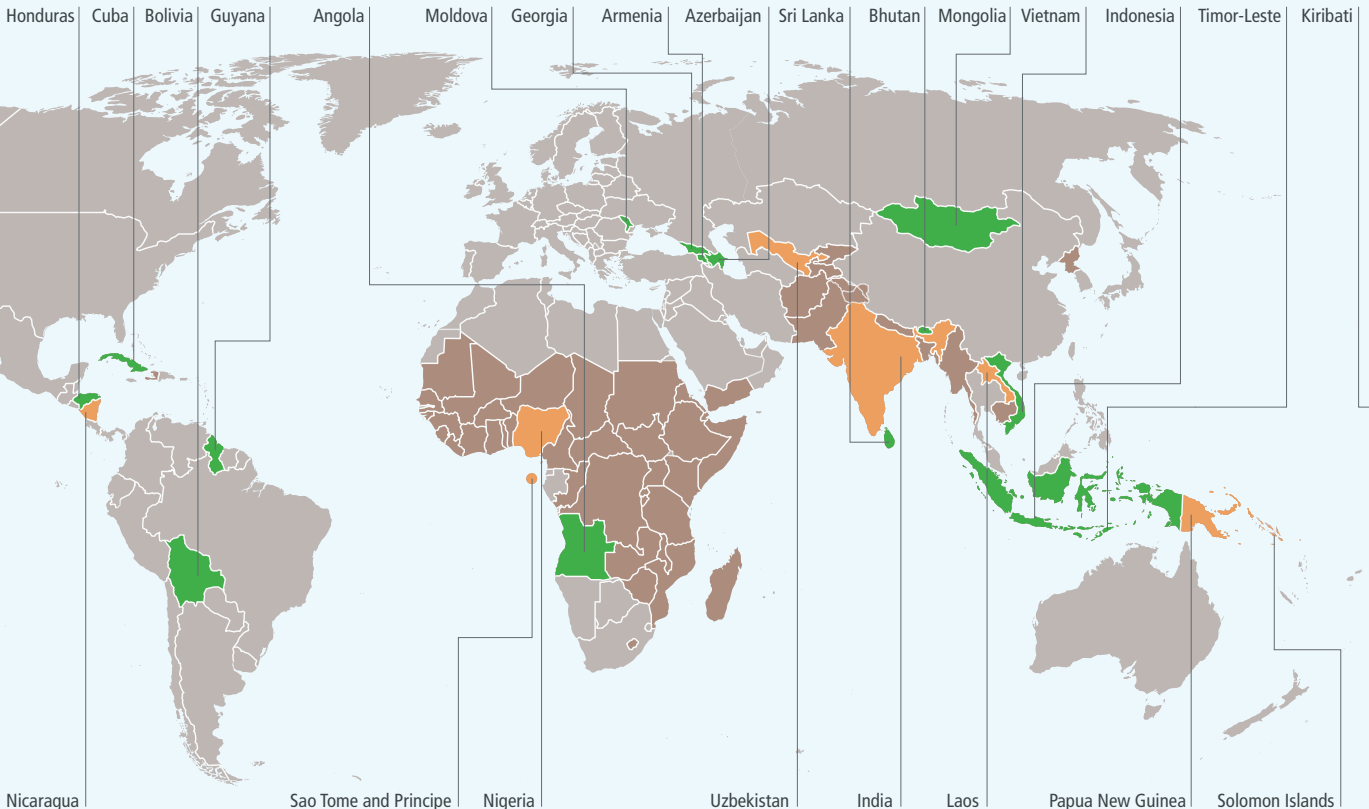 Honduras
Cuba
Bolivia
Guyana
Angola
Moldova
Georgia
Armenia
Azerbaijan
Sri Lanka
Bhutan
Mongolia
Vietnam
Indonesia
Timor-Leste
Kiribati
Nicaragua
Sao Tome and Principe
Nigeria
Uzbekistan
India
Laos
Papua New Guinea
Solomon Islands